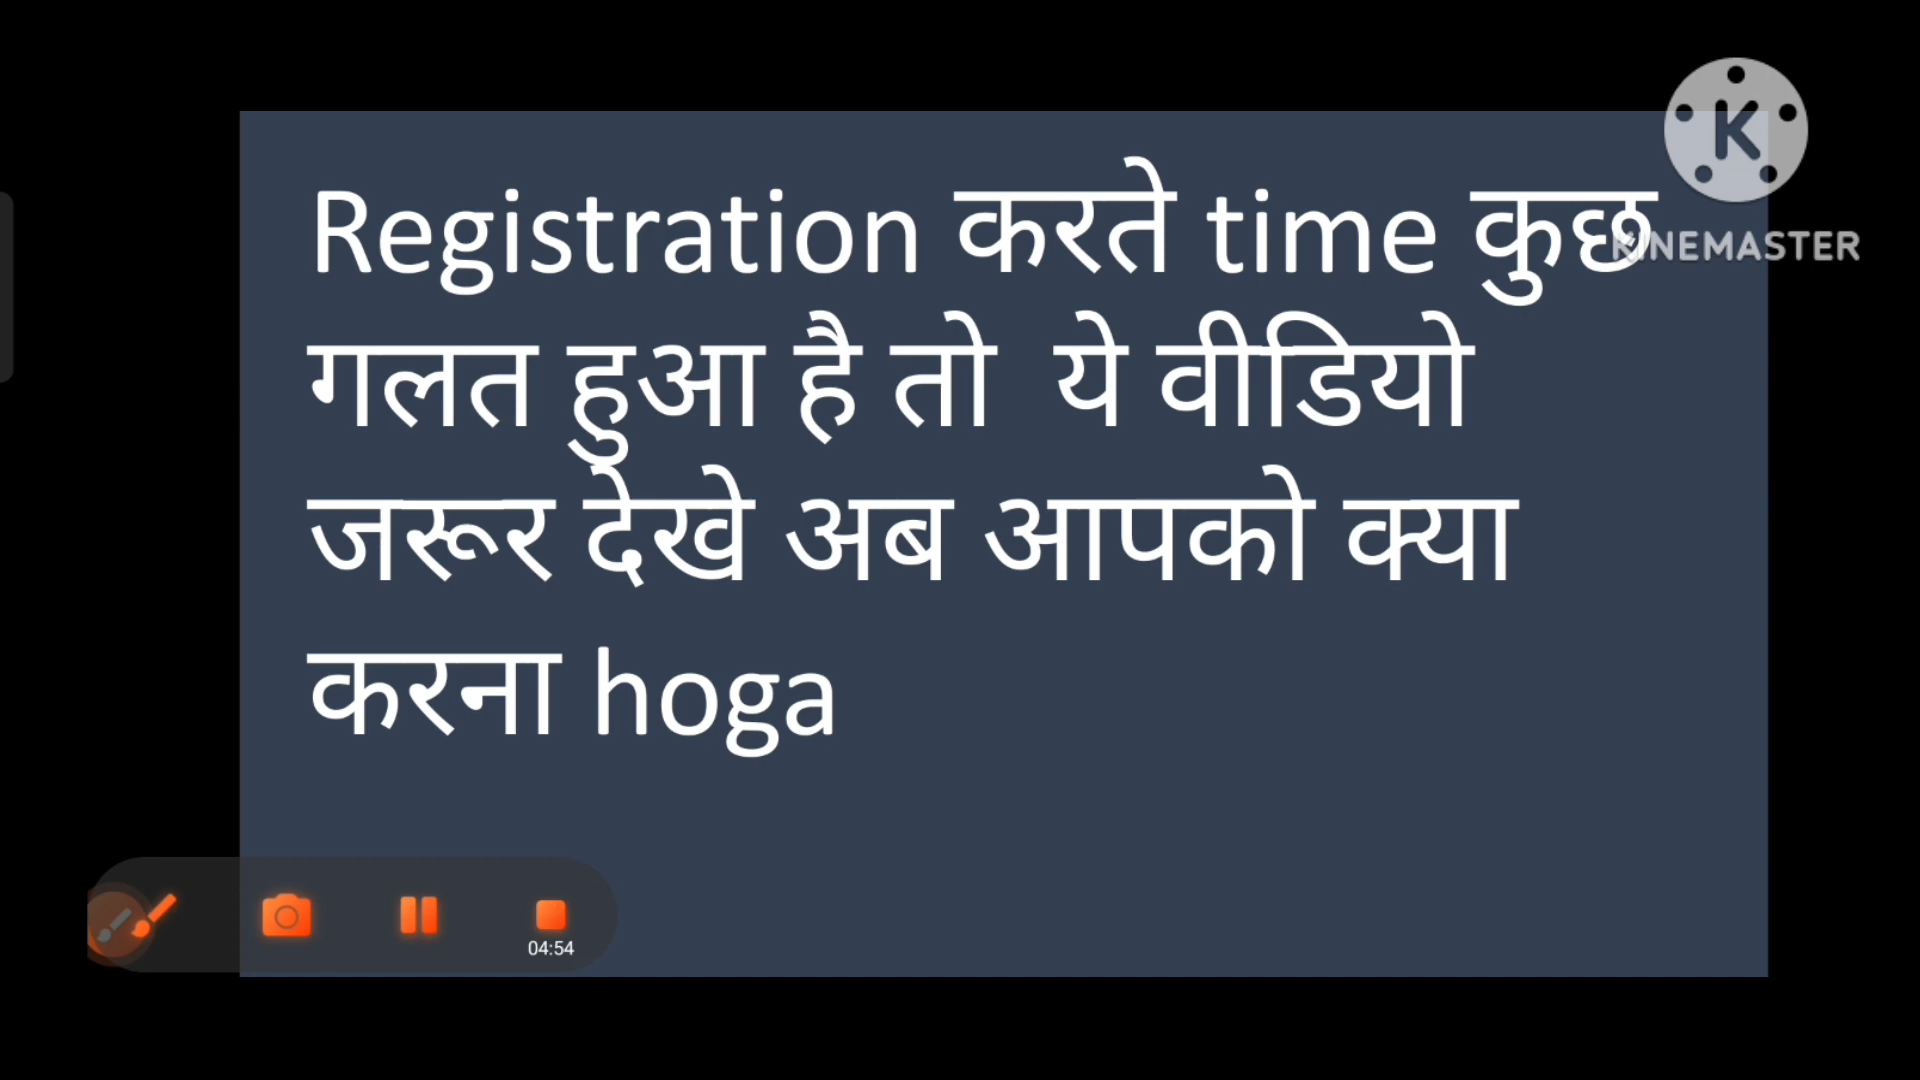 Registration करते time कुछ
KINEMASTER
गलत हुआ है तो ये वीडियो
जरूर देखे अब आपको क्या
करना hoga
04:54